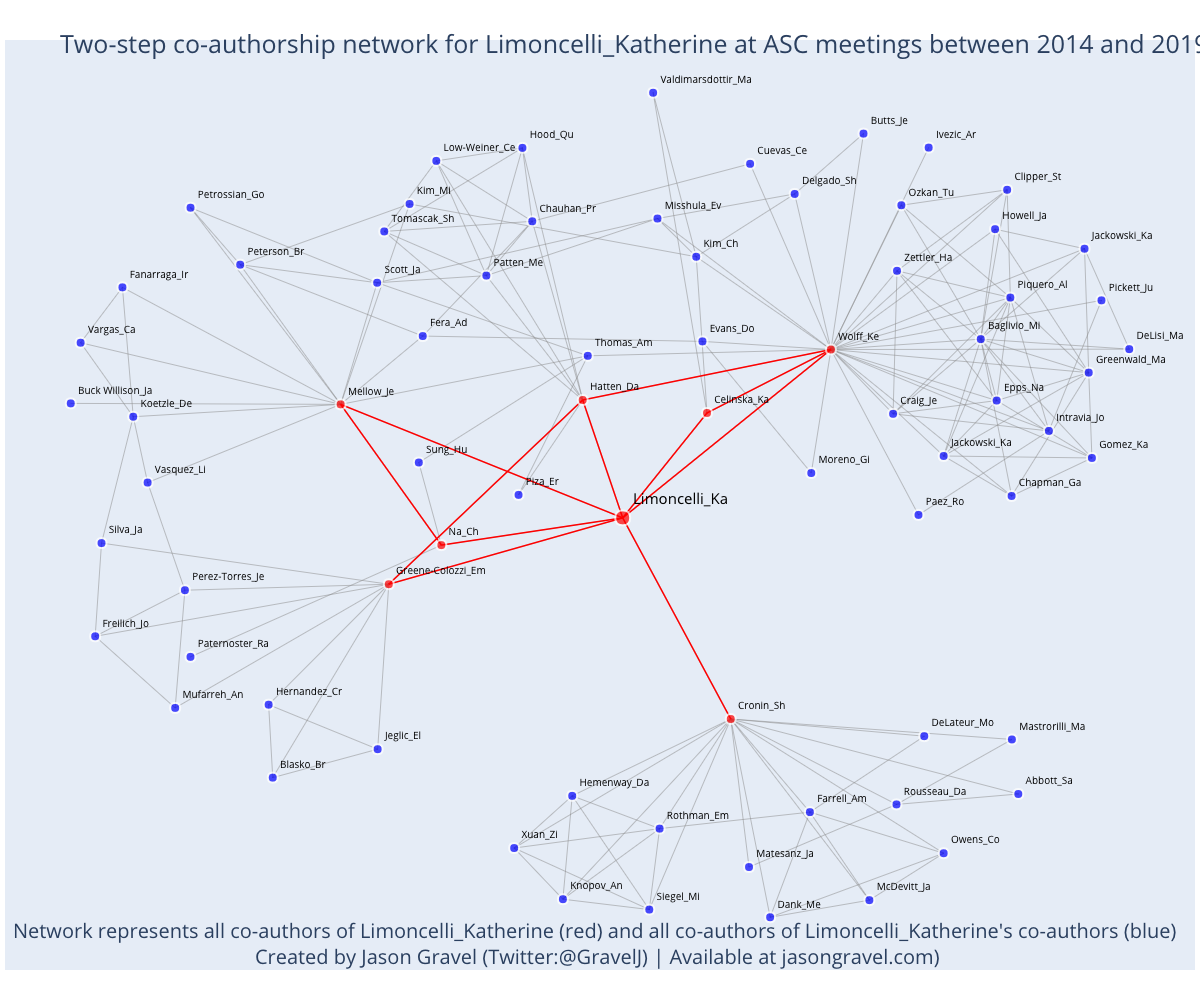 Two-step co-authorship network for Limoncelli_Katherine at ASC meetings between 2014 and 2019
Valdimarsdottir_Ma
Butts_Je
Hood_Qu
Ivezic_Ar
Low-Weiner_Ce
Cuevas_Ce
Clipper_St
Delgado_Sh
Petrossian_Go
Kim_Mi
Ozkan_Tu
Chauhan_Pr
Misshula_Ev
Tomascak_Sh
Howell_Ja
Jackowski_Ka
Kim_Ch
Peterson_Br
Patten_Me
Scott_Ja
Zettler_Ha
Fanarraga_Ir
Piquero_Al
Pickett_Ju
Fera_Ad
Baglivio_Mi
Vargas_Ca
Evans_Do
Wolff_Ke
DeLisi_Ma
Thomas_Am
Greenwald_Ma
Buck Willison_Ja
Mellow_Je
Hatten_Da
Epps_Na
Koetzle_De
Celinska_Ka
Craig_Je
Intravia_Jo
Sung_Hu
Jackowski_Ka
Gomez_Ka
Moreno_Gi
Vasquez_Li
Piza_Er
Chapman_Ga
Limoncelli_Ka
Paez_Ro
Silva_Ja
Na_Ch
Greene-Colozzi_Em
Perez-Torres_Je
Freilich_Jo
Paternoster_Ra
Mufarreh_An
Hernandez_Cr
Cronin_Sh
DeLateur_Mo
Mastrorilli_Ma
Jeglic_El
Blasko_Br
Hemenway_Da
Abbott_Sa
Rousseau_Da
Farrell_Am
Rothman_Em
Xuan_Zi
Owens_Co
Matesanz_Ja
Knopov_An
McDevitt_Ja
Siegel_Mi
Dank_Me
Network represents all co-authors of Limoncelli_Katherine (red) and all co-authors of Limoncelli_Katherine's co-authors (blue)
Created by Jason Gravel (Twitter:@GravelJ) | Available at jasongravel.com)